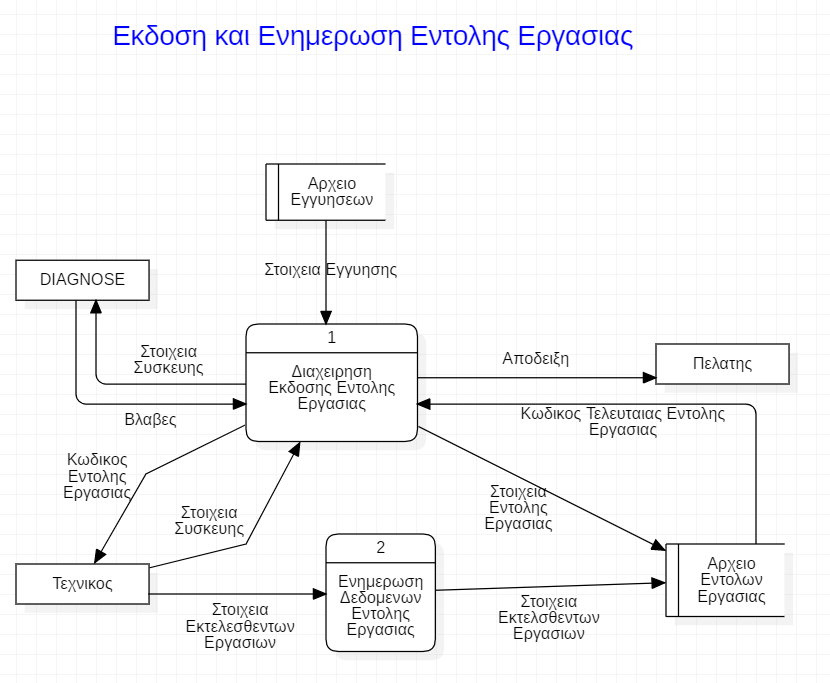 Εκδοση και Ενημερωση Εντολης Εργασιας
Αρχειο
Εγγυησεων
Στοιχεια Εγγυησης
DIAGNOSE
1
Διαχειρηση
Εκδοσης Εντολης
Εργασιας
Στοιχεια
Συσκευης
Βλαβες
Αποδειξη
Πελατης
Κωδικος Τελευταιας Εντολης
Εργασιας
Κωδικος
Εντολης
Εργασιας
Στοιχεια
Συσκευης
Στοιχεια
Εντολης
Εργασιας
Τεχνικος
2
Ενημερωση
Δεδομενων
Εντολης
Εργασιας
Αρχειο
Εντολων
Εργασιας
Στοιχεια
Εκτελεσθεντων
Εργασιων
Στοιχεια
Εκτελσθεντων
Εργασιων